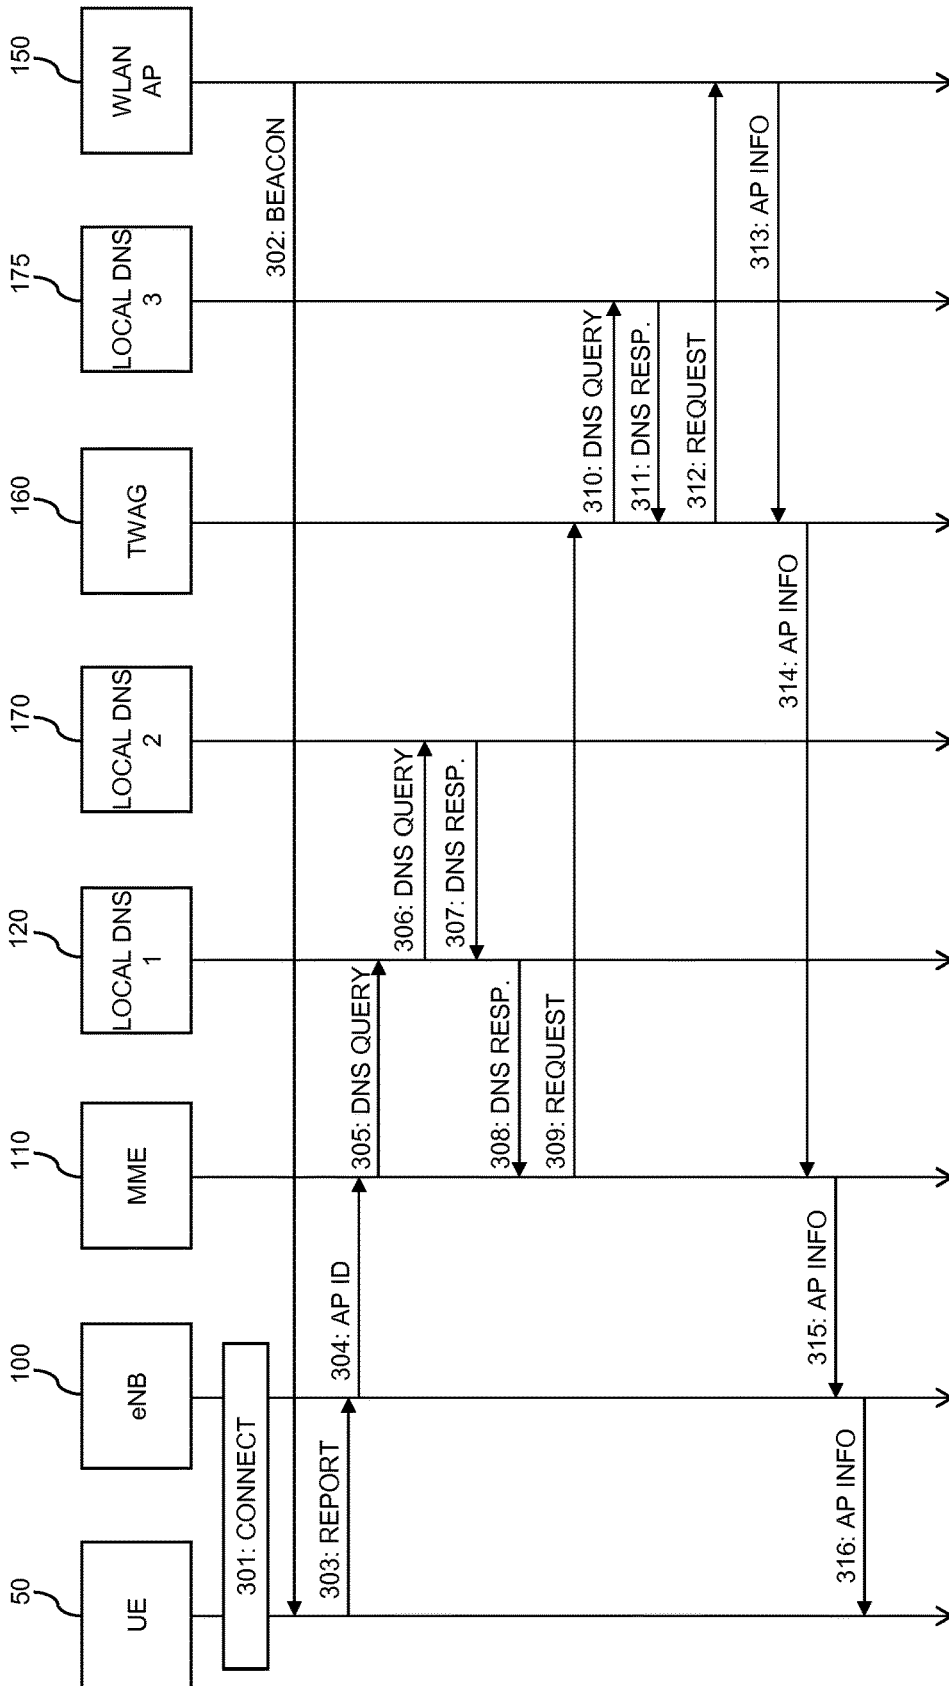 50
100
110
120
170
160
175
150
UE
eNB
MME
LOCAL DNS
1
LOCAL DNS
2
TWAG
LOCAL DNS
3
WLAN
AP
301: CONNECT
302: BEACON
303: REPORT
304: AP ID
305: DNS QUERY
306: DNS QUERY
307: DNS RESP.
308: DNS RESP.
309: REQUEST
310: DNS QUERY
311: DNS RESP.
312: REQUEST
313: AP INFO
314: AP INFO
315: AP INFO
316: AP INFO